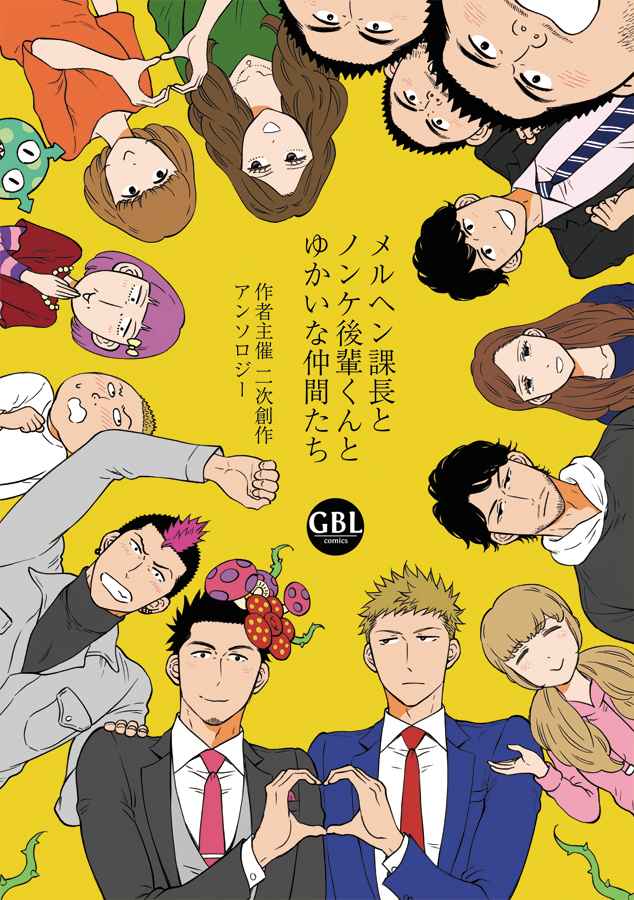 メルヘン課長と
ノンケ後輩くんと
ゆかいな仲間たち
作者主催 二次創作
アンソロジー
GBL
comics